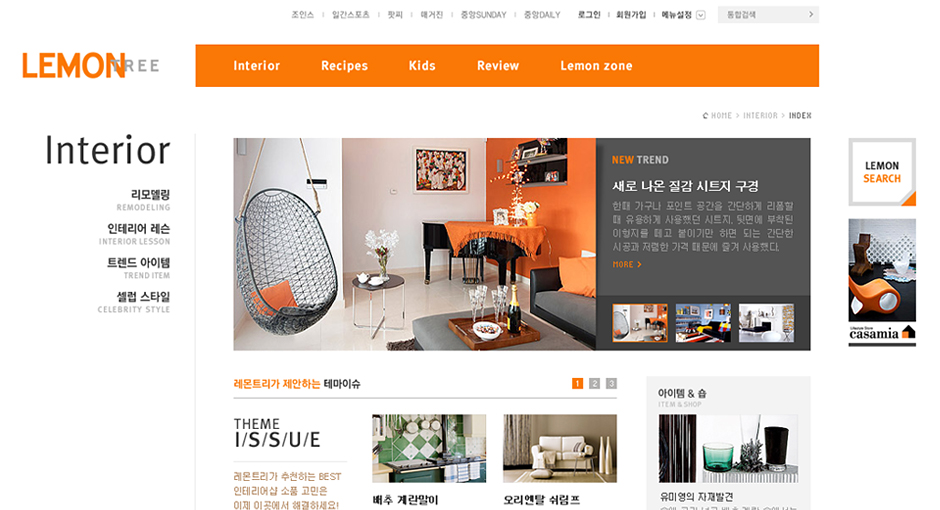 조인스 일간스포츠 팟찌 매거진 중앙SUNDAY 중앙DAILY 로그인 회원가입 메뉴설정 통합검색
LEMONTREE
Interior Recipes Kids Review Lemon zone
HOME > INTERIOR > INDEX
Interior
리모델링
REMODELING
인테리어 레슨
INTERIOR LESSON
트렌드 아이템
TREND ITEM
셀럽 스타일
CELEBRITY STYLE
NEW TREND
새로 나온 질감 시트지 구경
한때 가구나 포인트 공간을 간단하게 리폼할
때 유용하게 사용했던 시트지. 뒷면에 부착된
이형지를 떼고 붙이기만 하면 되는 간단한
시공과 저렴한 가격 때문에 즐겨 사용했다.
MORE >
LEMON
SEARCH
casamia
레몬트리가 제안하는 테마이슈
1 2 3
THEME
I/S/S/U/E
레몬트리가 추천하는 BEST
인테리어샵 소품 고민은
이제 이곳에서 해결하세요!
배추 계란말이
오리엔탈 쉬림프
아이템 & 숍
ITEM & SHOP
유미영의 자재발견